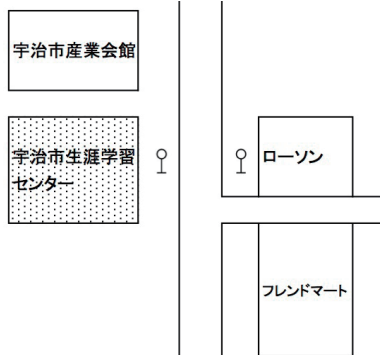 宇治市産業会館
宇治市生涯学習
センター
ローソン
フレンドマート